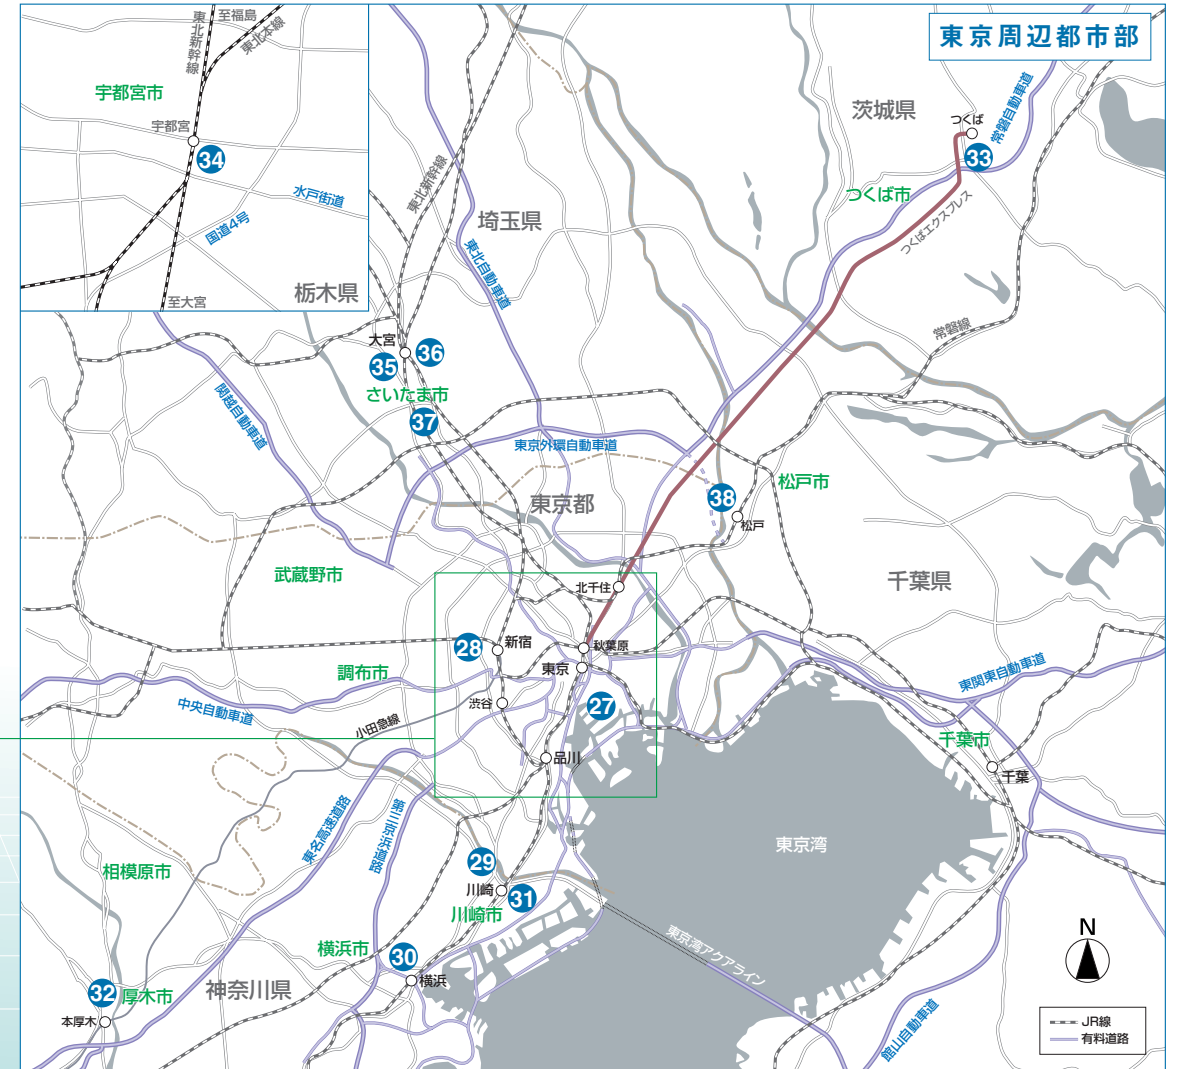 東京周辺都市部
至福島
東北新幹線
東北本線
宇都宮市
宇都宮
34
水戸街道
国道4号
至大宮
栃木県
茨城県
つくば
常磐自動車道
33
つくば市
つくばエクスプレス
東北新幹線
埼玉県
東北自動車道
常磐線
大宮
36
35
さいたま市
37
関越自動車道
東京外環自動車道
東京都
38
松戸市
松戸
武蔵野市
千葉県
北千住
新宿
28
秋葉原
東京
調布市
渋谷
27
中央自動車道
小田急線
東関東自動車道
千葉市
千葉
品川
東名高速道路
第三京浜道路
東京湾
相模原市
29
川崎
31
川崎市
横浜市
30
横浜
東京湾アクアライン
神奈川県
32
厚木市
本厚木
館山自動車道
N
JR線
有料道路